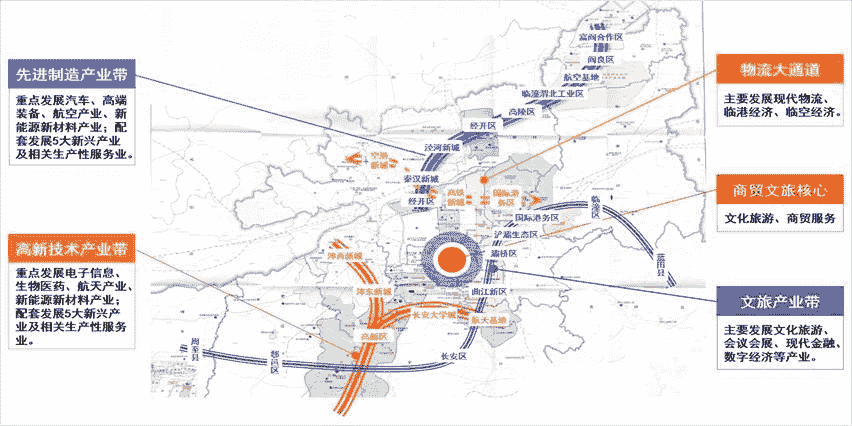 先进制造产业带
重点发展汽车、高端
装备、航空产业、新
能源新材料产业；配
套发展5大新兴产业
及相关生产性服务业。
高新技术产业带
重点发展电子信息、
生物医药、航天产业、
新能源新材料产业；
配套发展5大新兴产
业及相关生产性服务
业。
富阎合作区
阎良区
航空基地
临潼渭北工业区
高陵区
经开区
泾河新城
空港
新城
秦汉新城
经开区
高铁
新城
国际港
务区
国际港务区
临潼区
浐灞生态区
灞桥区
蓝田县
曲江新区
沣西新城
沣东新城
长安大学城
航天基地
高新区
长安区
鄠邑区
周至县
物流大通道
主要发展现代物流、
临港经济、临空经济。
商贸文旅核心
文化旅游、商贸服务
文旅产业带
主要发展文化旅游、
会议会展、现代金融、
数字经济等产业。